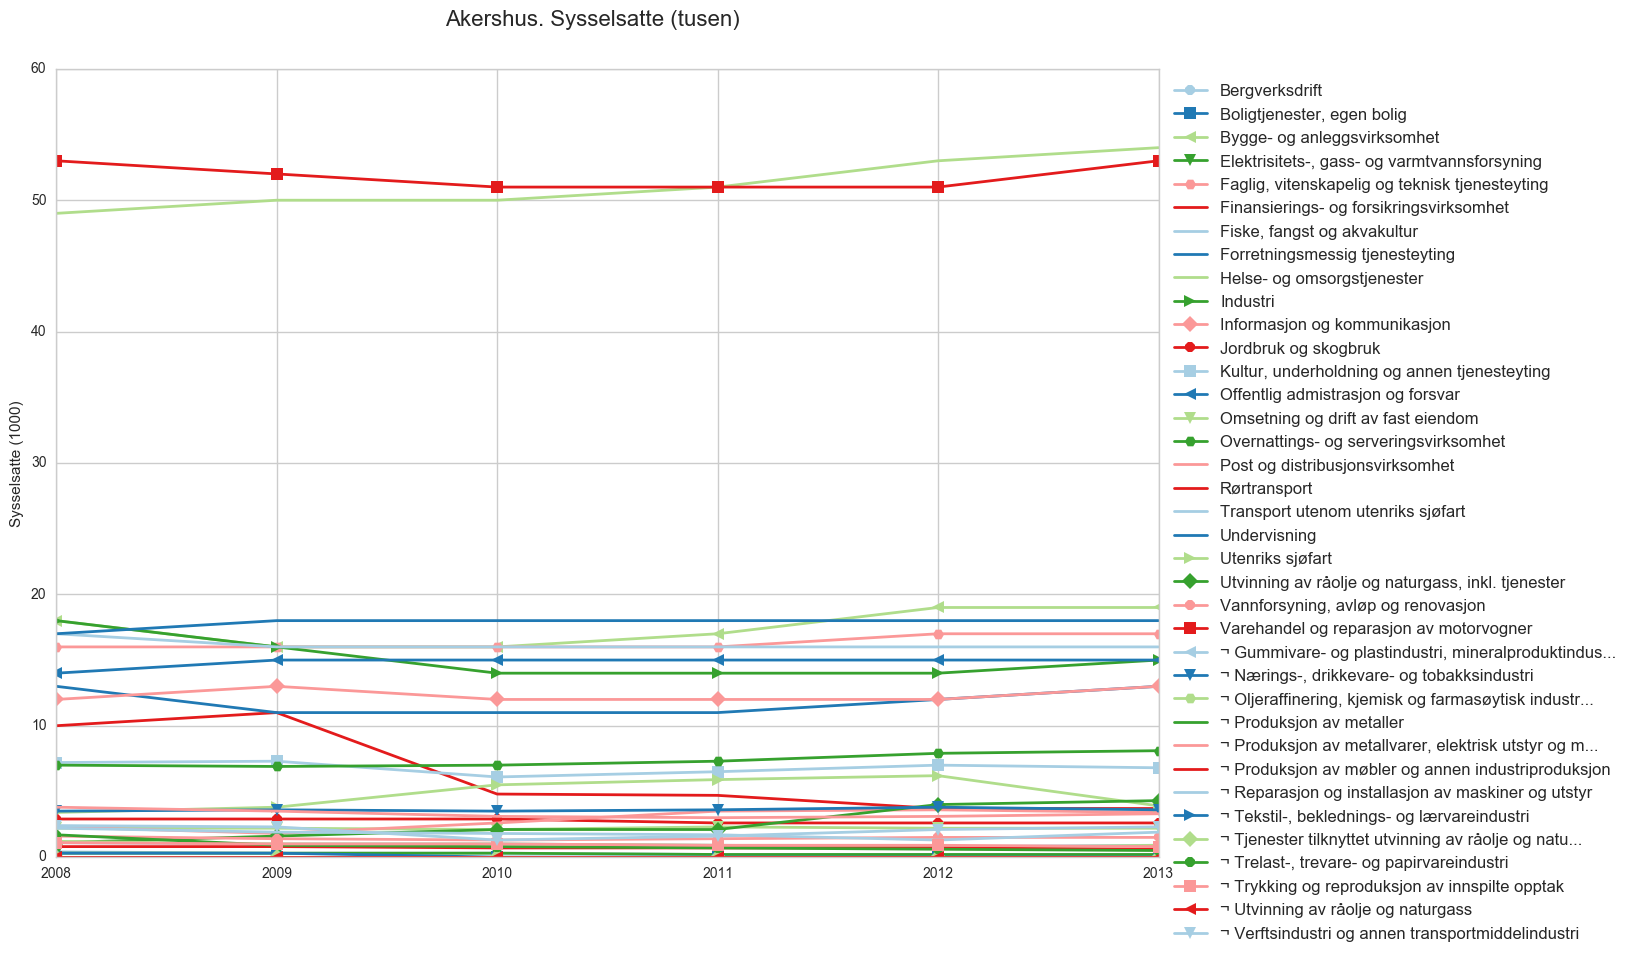 Akershus. Sysselsatte (tusen)
60
50
40
30
20
10
0
Sysselsatte (1000)
2008 2009 2010 2011 2012 2013
Bergverksdrift
Boligtjenester, egen bolig
Bygge- og anleggsvirksomhet
Elektrisitets-, gass- og varmtvannsforsyning
Faglig, vitenskapelig og teknisk tjenesteyting
Finansierings- og forsikringsvirksomhet
Fiske, fangst og akvakultur
Forretningsmessig tjenesteyting
Helse- og omsorgstjenester
Industri
Informasjon og kommunikasjon
Jordbruk og skogbruk
Kultur, underholdning og annen tjenesteyting
Offentlig admistrasjon og forsvar
Omsetning og drift av fast eiendom
Overnattings- og serveringsvirksomhet
Post og distribusjonsvirksomhet
Rørtransport
Transport utenom utenriks sjøfart
Undervisning
Utenriks sjøfart
Utvinning av råolje og naturgass, inkl. tjenester
Vannforsyning, avløp og renovasjon
Varehandel og reparasjon av motorvogner
¬ Gummivare- og plastindustri, mineralproduktindus...
¬ Nærings-, drikkevare- og tobakksindustri
¬ Oljeraffinering, kjemisk og farmasøytisk industr...
¬ Produksjon av metaller
¬ Produksjon av metallvarer, elektrisk utstyr og m...
¬ Produksjon av møbler og annen industriproduksjon
¬ Reparasjon og installasjon av maskiner og utstyr
¬ Tekstil-, beklednings- og lærvareindustri
¬ Tjenester tilknyttet utvinning av råolje og natu...
¬ Trelast-, trevare- og papirvareindustri
¬ Trykking og reproduksjon av innspilte opptak
¬ Utvinning av råolje og naturgass
¬ Verftsindustri og annen transportmiddelindustri